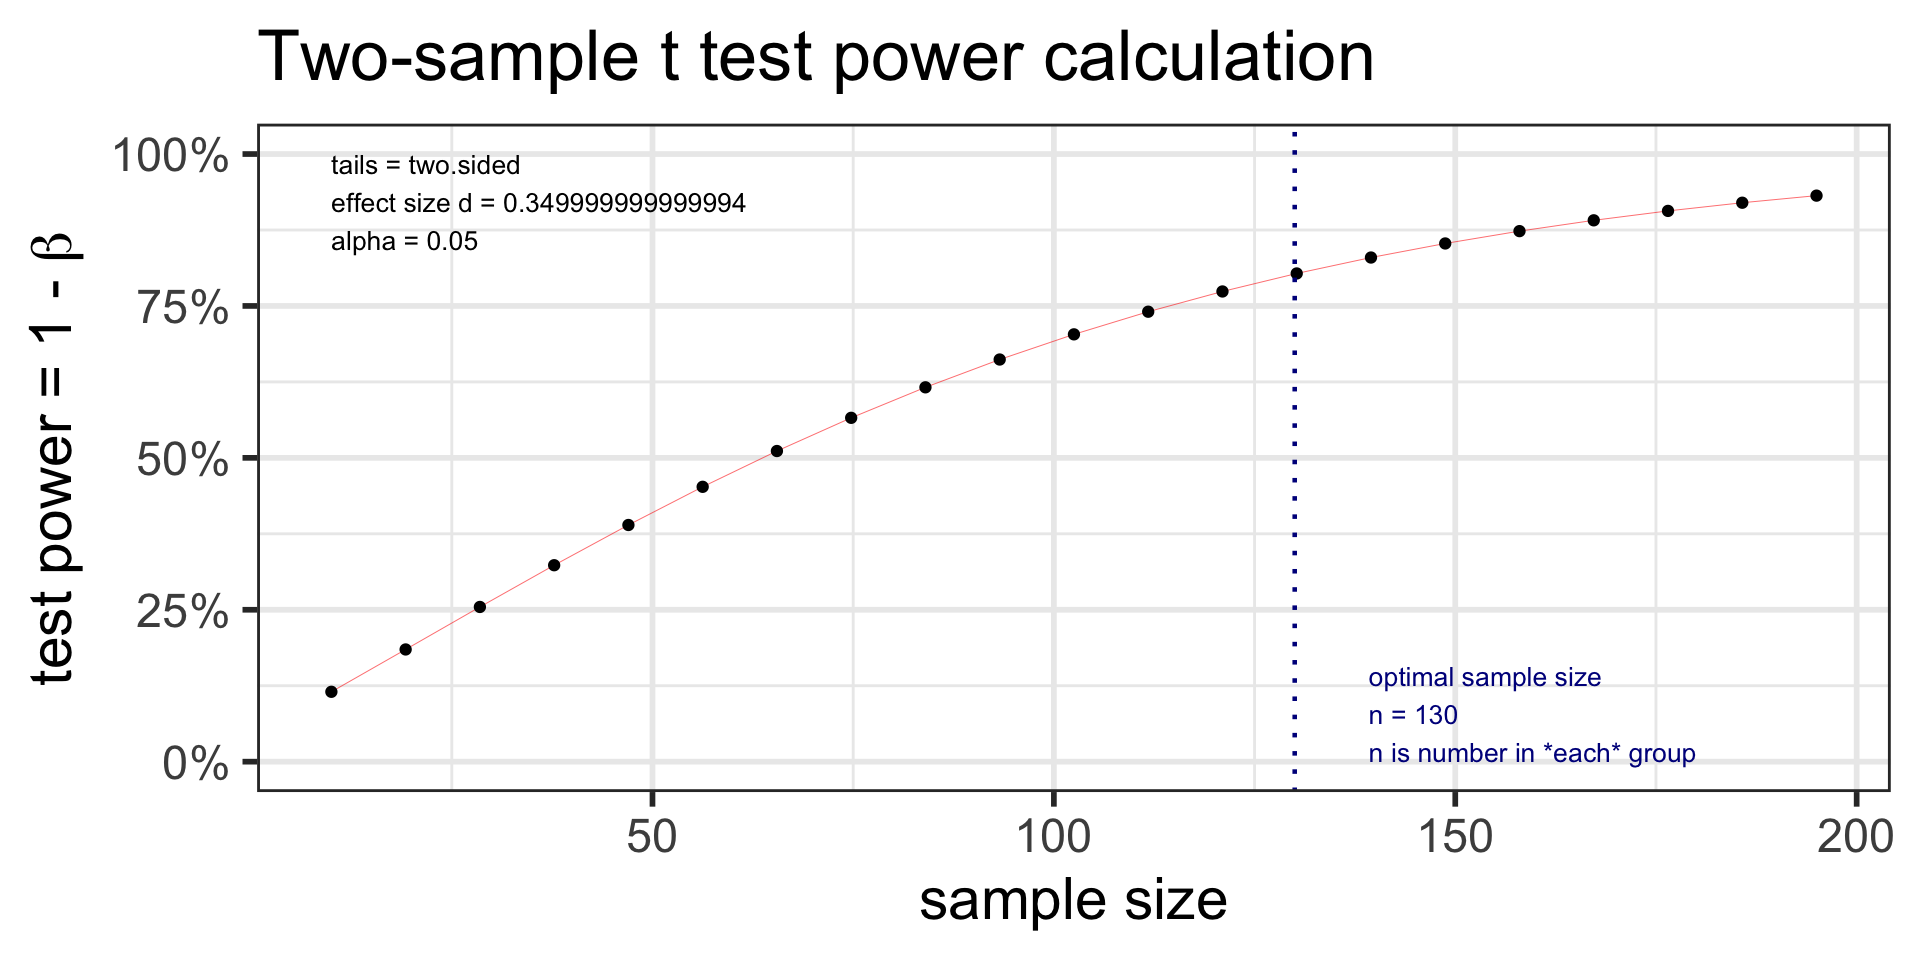 Two-sample t test power calculation
test power = 1 - β
100%
75%
50%
25%
0%
tails = two.sided
effect size d = 0.349999999999994
alpha = 0.05
optimal sample size
n = 130
n is number in *each* group
50
100
150
200
sample size